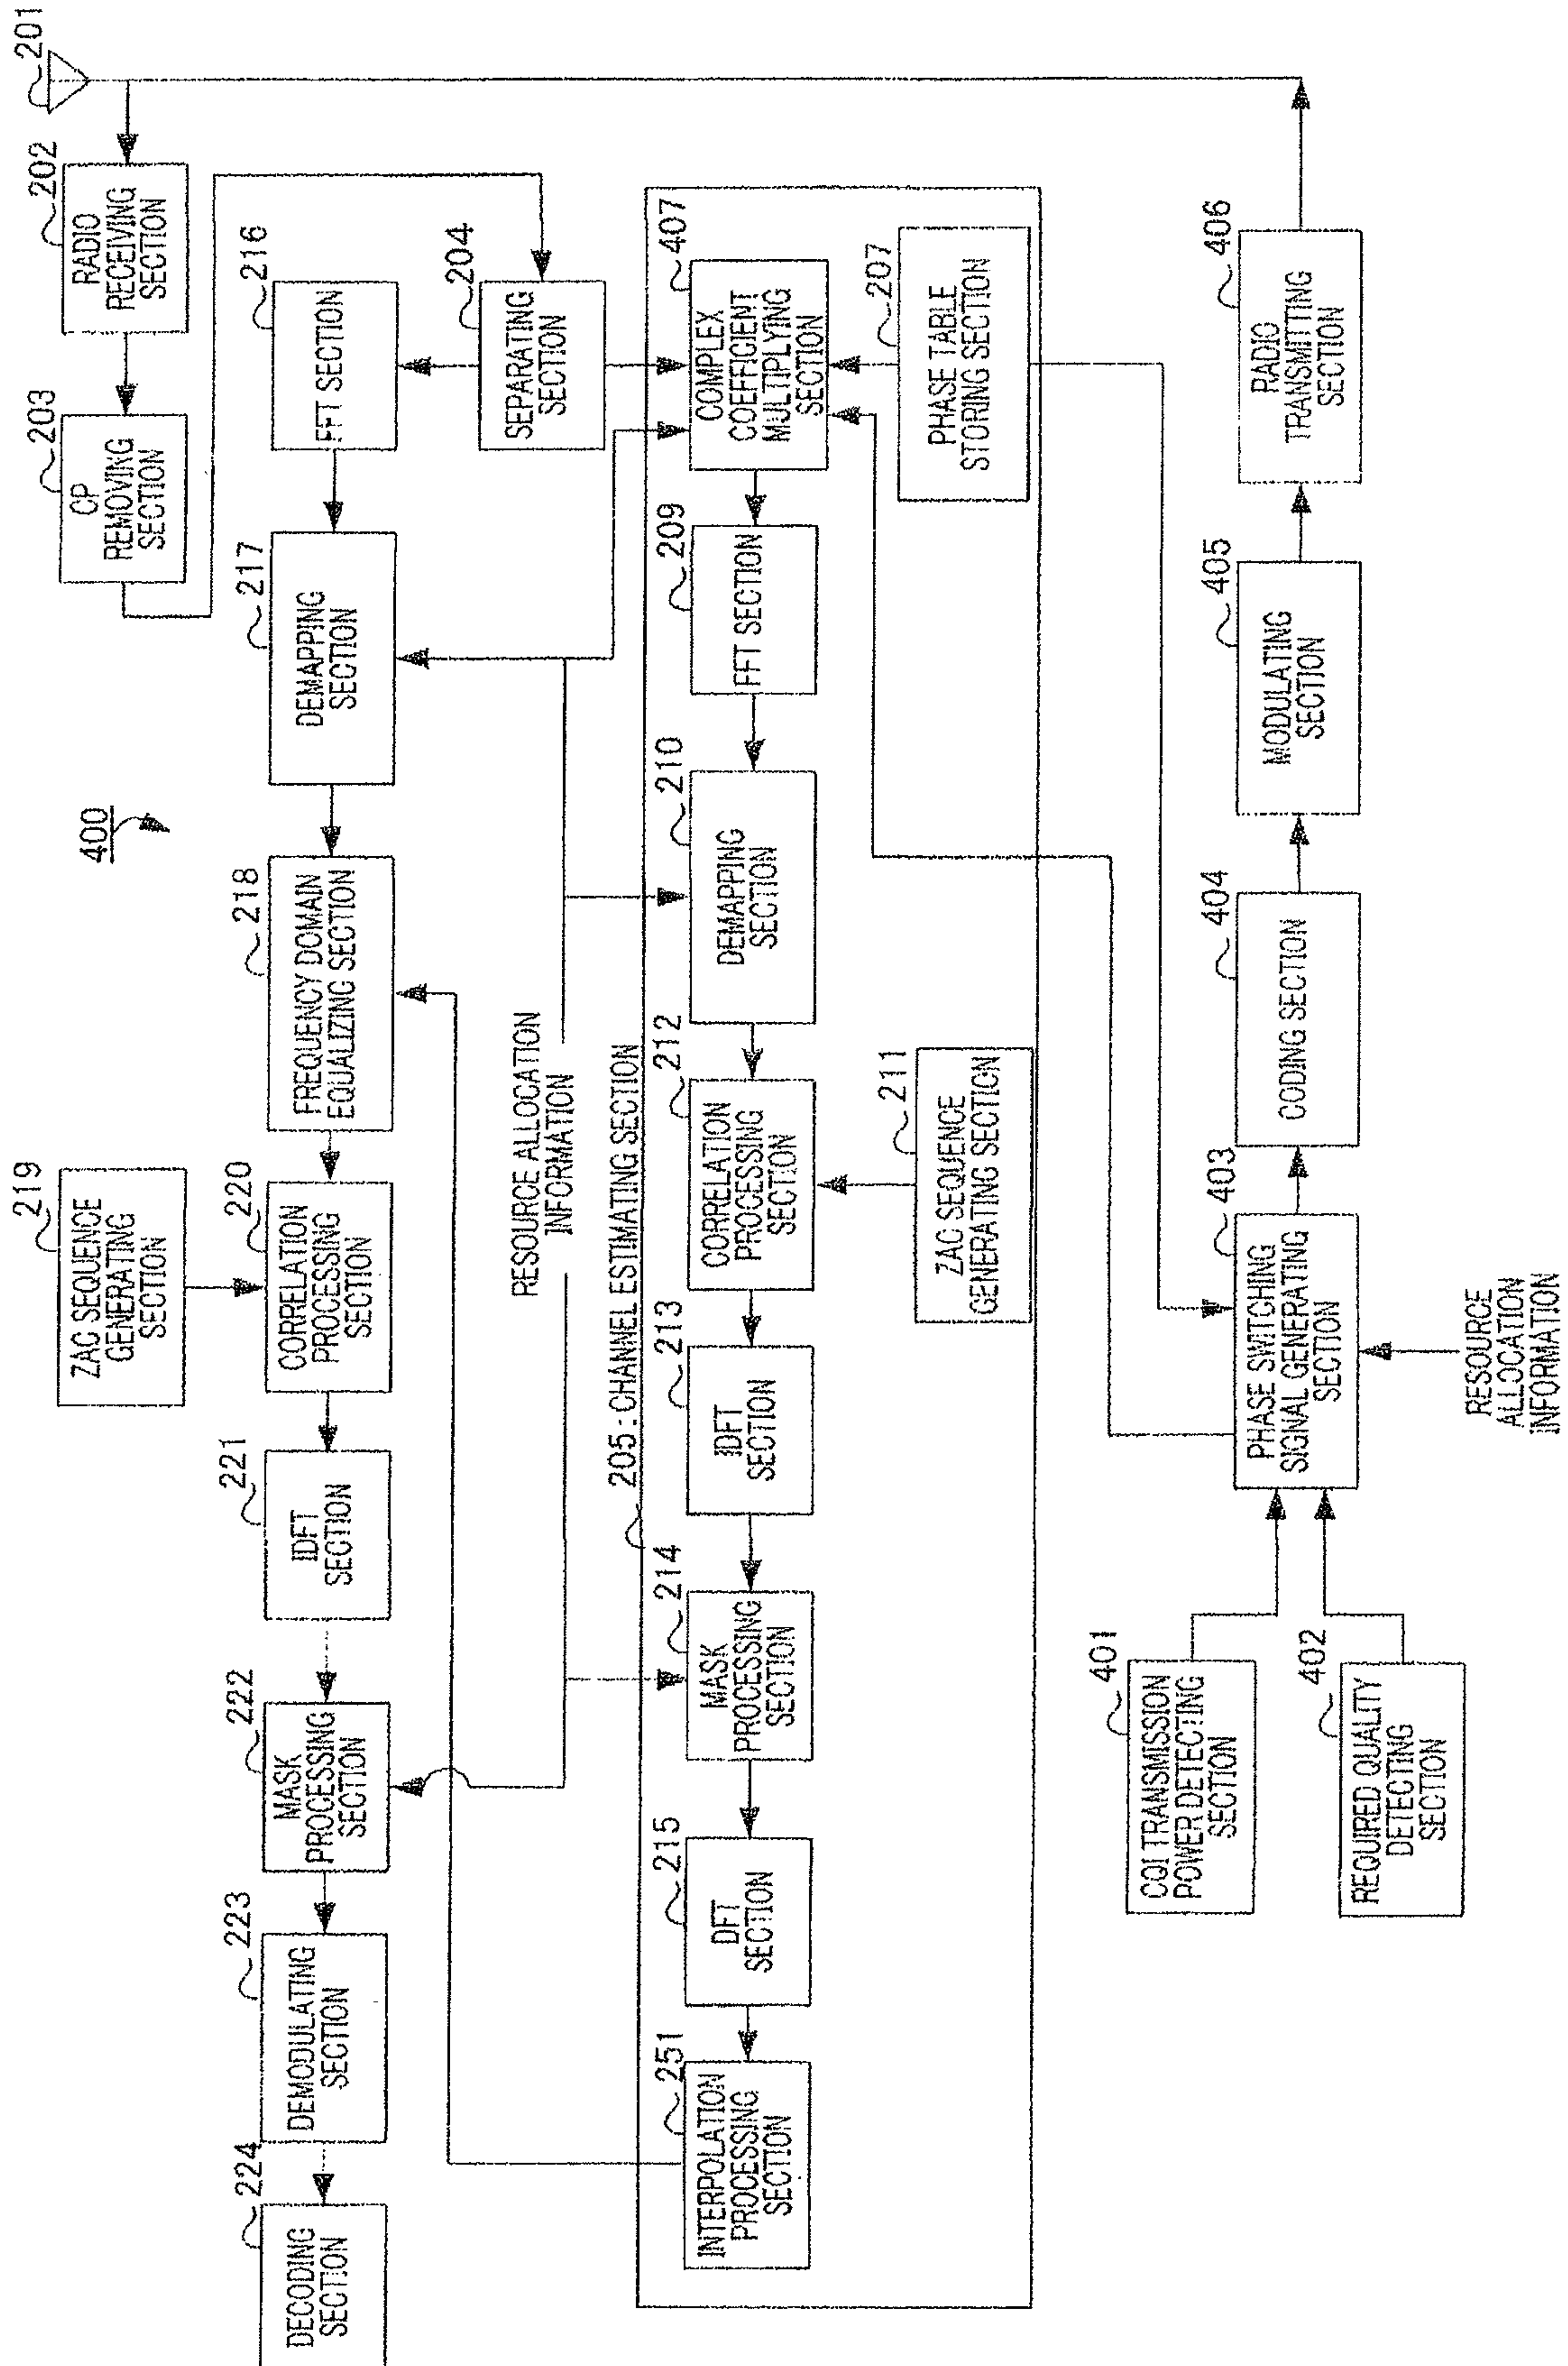 201
202
RADIO
RECEIVING
SECTION
203
CP
REMOVING
SECTION
400
216
FFT SECTION
204
SEPARATING
SECTION
217
DEMAPPING
SECTION
218
FREQUENCY DOMAIN
EQUALIZING SECTION
219
ZAC SEQUENCE
GENERATING
SECTION
220
CORRELATION
PROCESSING
SECTION
221
IDFT
SECTION
222
MASK
PROCESSING
SECTION
223
DEMODULATING
SECTION
224
DECODING
SECTION
RESOURCE ALLOCATION
INFORMATION
205 : CHANNEL ESTIMATING SECTION
407
COMPLEX
COEFFICIENT
MULTIPLYING
SECTION
207
PHASE TABLE
STORING SECTION
209
FFT SECTION
210
DEMAPPING
SECTION
212
CORRELATION
PROCESSING
SECTION
211
ZAC SEQUENCE
GENERATING SECTION
213
IDFT
SECTION
214
MASK
PROCESSING
SECTION
215
DFT
SECTION
251
INTERPOLATION
PROCESSING
SECTION
401
CQI TRANSMISSION
POWER DETECTING
SECTION
402
REQUIRED QUALITY
DETECTING
SECTION
403
PHASE SWITCHING
SIGNAL GENERATING
SECTION
RESOURCE
ALLOCATION
INFORMATION
404
CODING SECTION
405
MODULATING
SECTION
406
RADIO
TRANSMITTING
SECTION